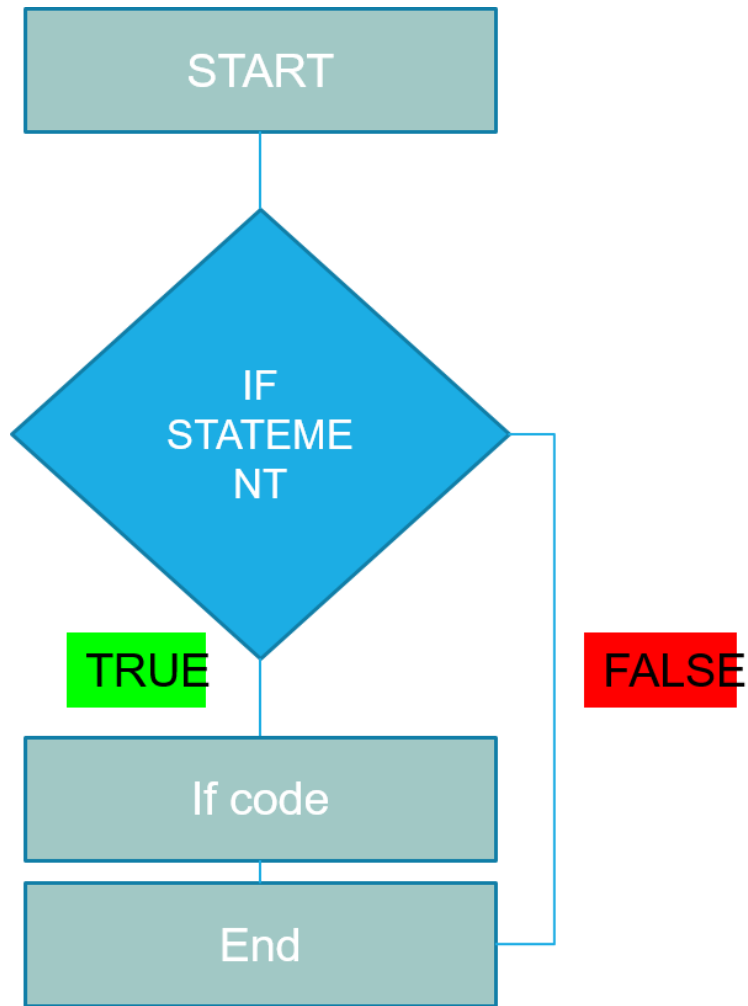 START
IF
STATEME
NT
TRUE
FALSE
If code
End